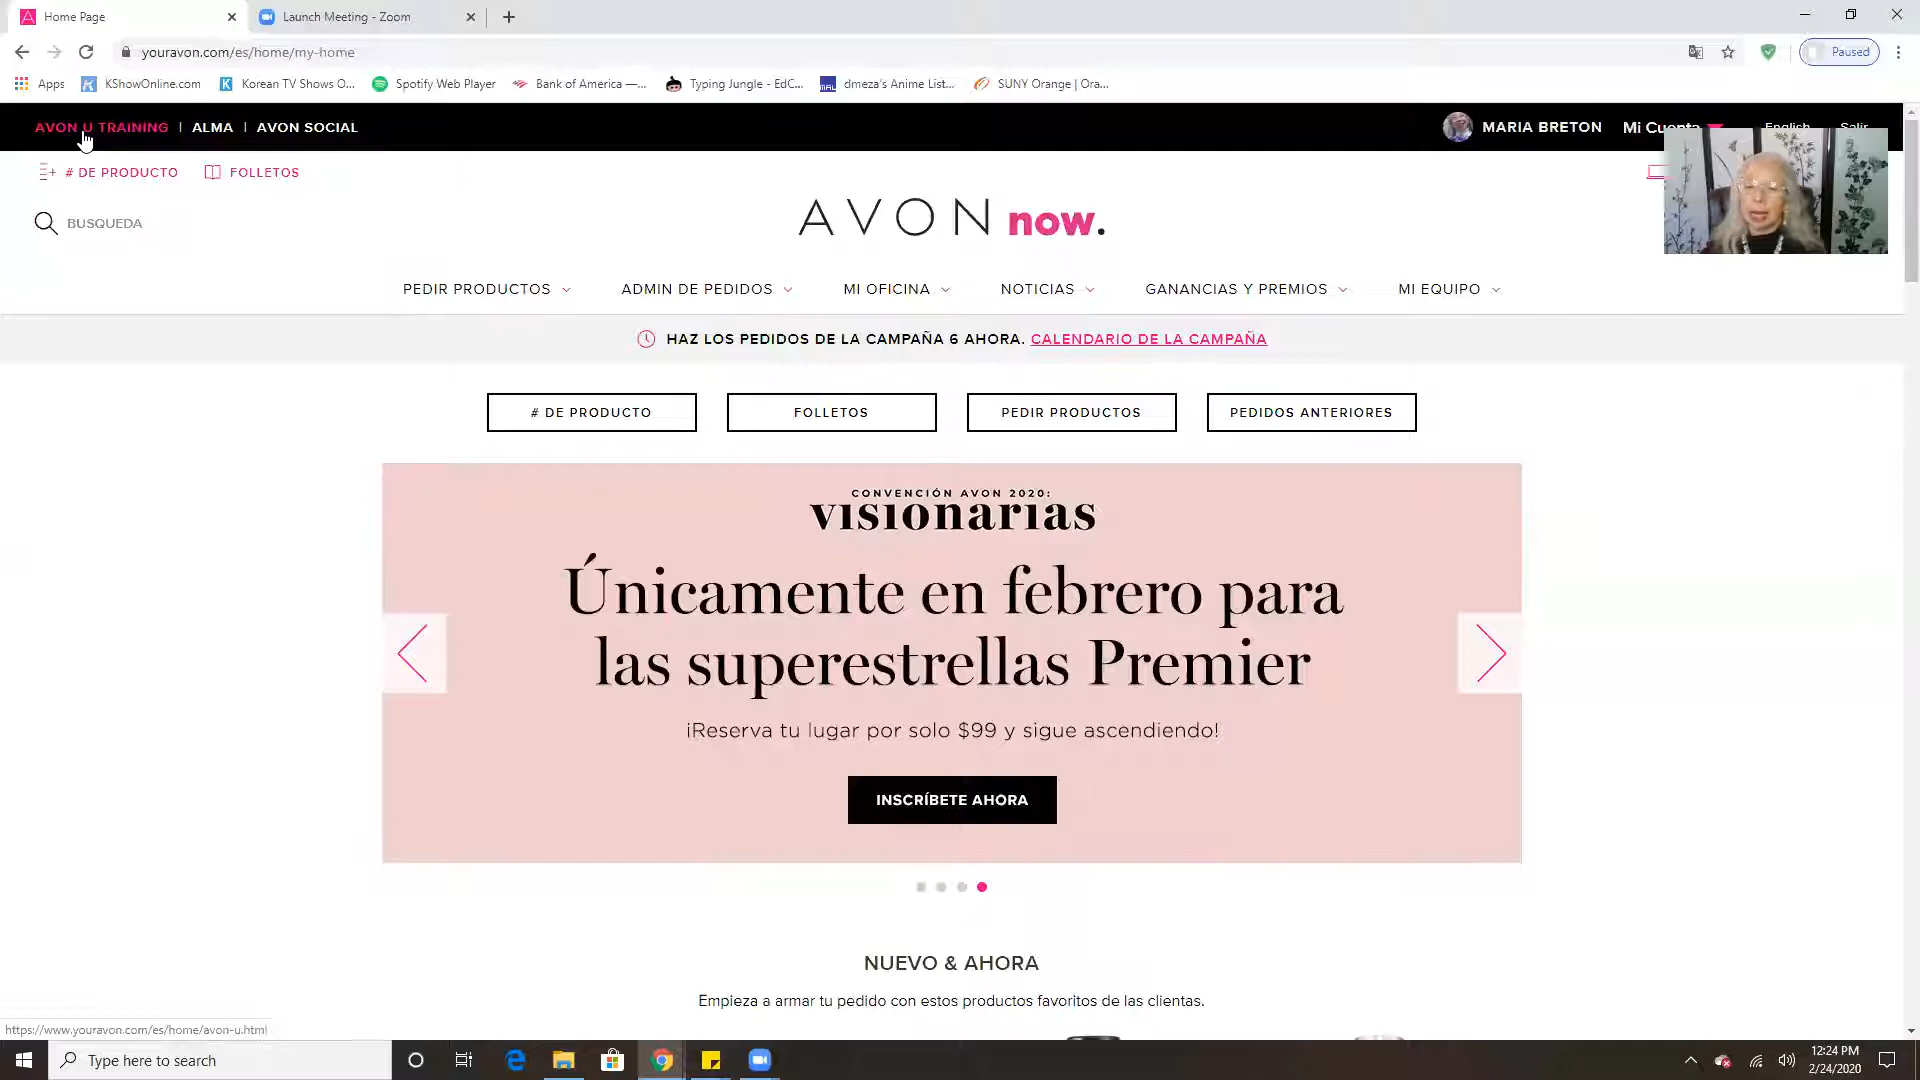 Home Page
Launch Meeting - Zoom
youravon.com/es/home/my-home
Paused
Apps
KShowOnline.com
Korean TV Shows O...
Spotify Web Player
Bank of America —...
Typing Jungle - EdC...
dmeza's Anime List...
SUNY Orange | Ora...
AVON U TRAINING | ALMA | AVON SOCIAL
MARIA BRETON
Mi Cuenta
English
Salir
# DE PRODUCTO
FOLLETOS
BUSQUEDA
AVON now.
PEDIR PRODUCTOS
ADMIN DE PEDIDOS
MI OFICINA
NOTICIAS
GANANCIAS Y PREMIOS
MI EQUIPO
HAZ LOS PEDIDOS DE LA CAMPAÑA 6 AHORA. CALENDARIO DE LA CAMPAÑA
# DE PRODUCTO
FOLLETOS
PEDIR PRODUCTOS
PEDIDOS ANTERIORES
CONVENCIÓN AVON 2020:
visionarias
Únicamente en febrero para
las superestrellas Premier
¡Reserva tu lugar por solo $99 y sigue ascendiendo!
INSCRÍBETE AHORA
NUEVO & AHORA
Empieza a armar tu pedido con estos productos favoritos de las clientas.
https://www.youravon.com/es/home/avon-u.html
Type here to search
12:24 PM
2/24/2020